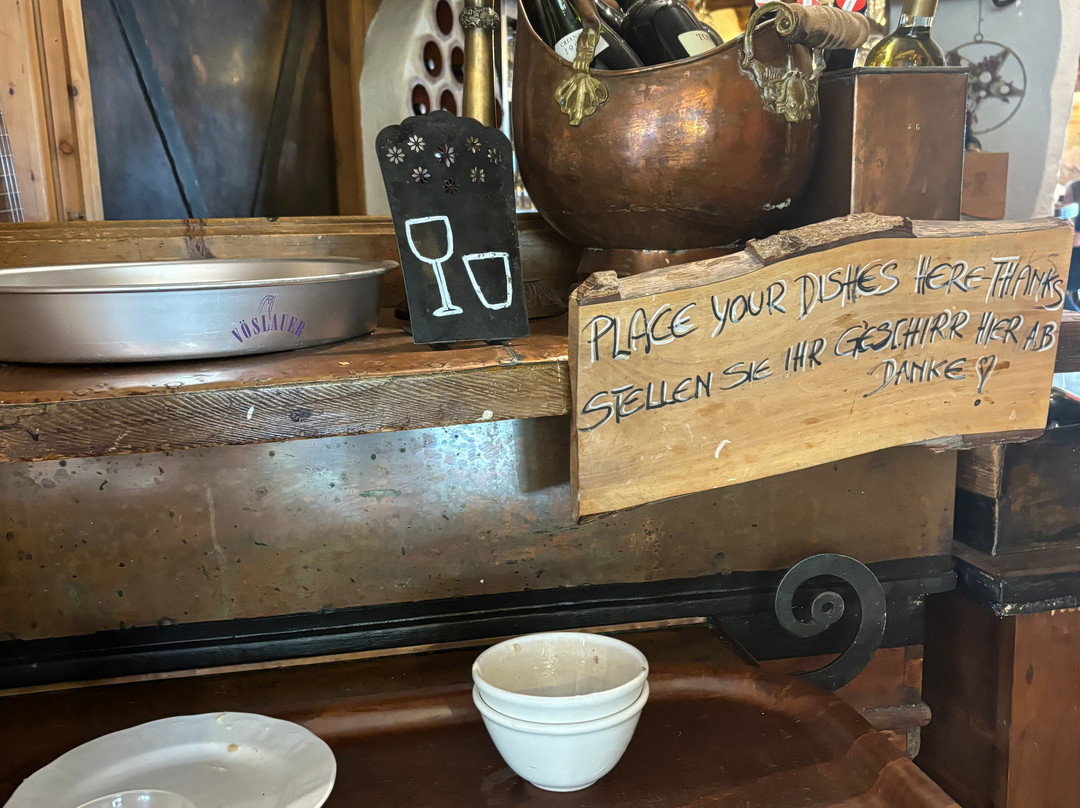 VÖSLAUER
PLACE YOUR DISHES HERE THANKS
STELLEN SIE IHR GESCHIRR HIER AB
DANKE